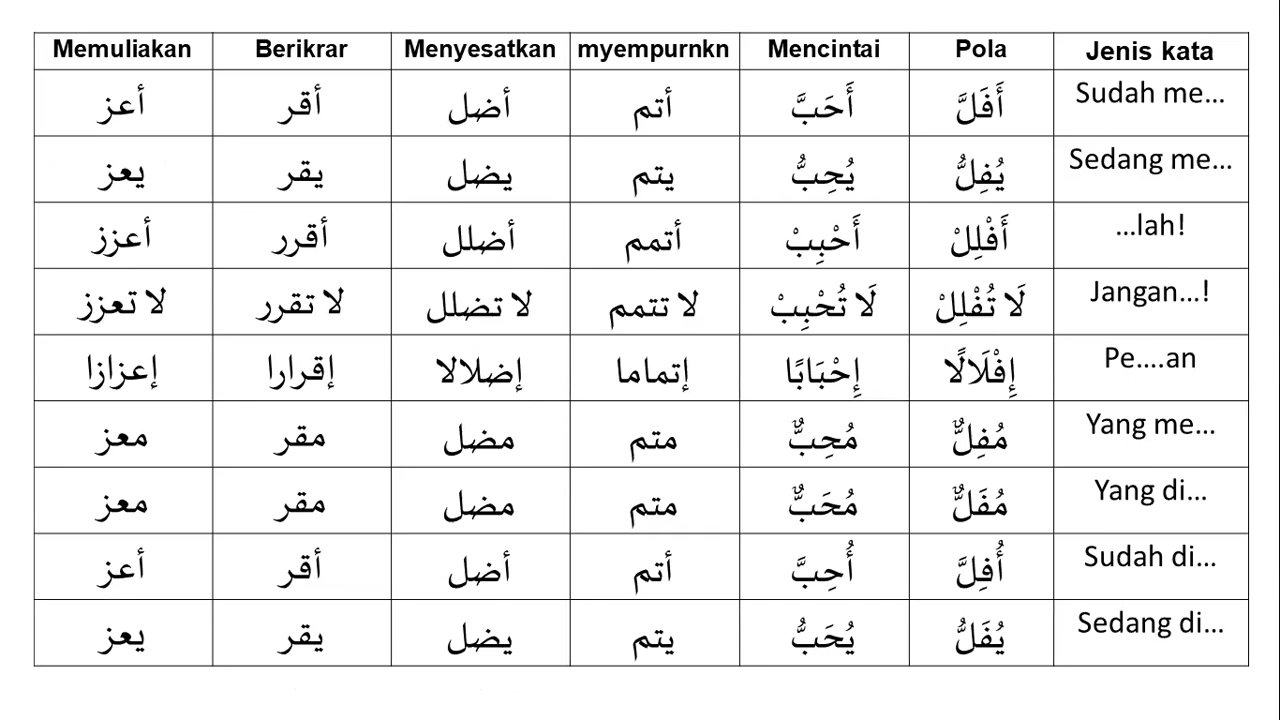 Memuliakan Berikrar Menyesatkan myempurnkn Mencintai Pola Jenis kata
أعز أقر أضل أتم أَحَبَّ أَفَلَّ Sudah me...
يعز يقر يضل يتم يُحِبُّ يُفِلُّ Sedang me...
أعزز أقرر أضلل أتمم أَحْبِبْ أَفْلِلْ ...lah!
لا تعزز لا تقرر لا تضلل لا تتمم لَا تُحْبِبْ لَا تُفْلِلْ Jangan...!
إعزازا إقرارا إضلالا إتماما إِحْبَابًا إِفْلَالًا Pe....an
معز مقر مضل متم مُحِبٌّ مُفِلٌّ Yang me...
معز مقر مضل متم مُحَبٌّ مُفَلٌّ Yang di...
أعز أقر أضل أتم أُحِبَّ أُفِلَّ Sudah di...
يعز يقر يضل يتم يُحَبُّ يُفَلُّ Sedang di...